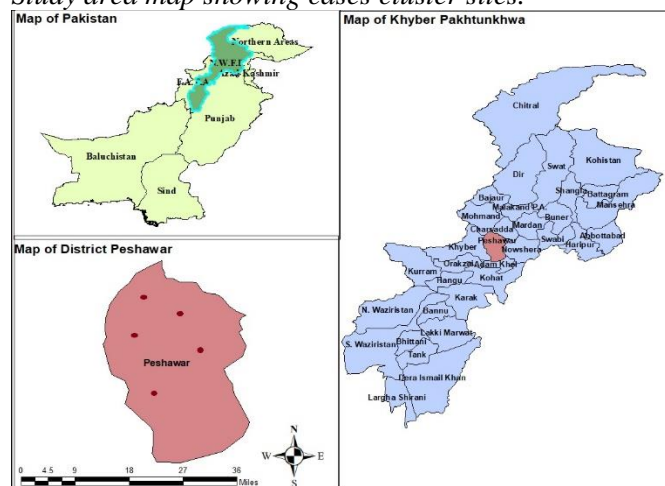 Study area map showing cases cluster sites.
Map of Pakistan
Northern Areas
N.W.F.P.
Kashmir
F.A.T.A
Punjab
Baluchistan
Sind
Map of District Peshawar
Peshawar
N
W E
S
0 4.5 9 18 27 36
Miles
Map of Khyber Pakhtunkhwa
Chitral
Swat
Kohistan
Dir
Shangla
Battagram
Mansehra
Bajaur
Malakand P.A.
Buner
Mohmand
Mardan
Charsadda
Abbottabad
Peshawar
Swabi
Haripur
Khyber
Nowshera
Orakzai
Adam Khel
Kurram
Hangu
Kohat
Karak
N. Waziristan
Bannu
Lakki Marwat
S. Waziristan
Bhittani
Tank
Dera Ismail Khan
Largha Shirani